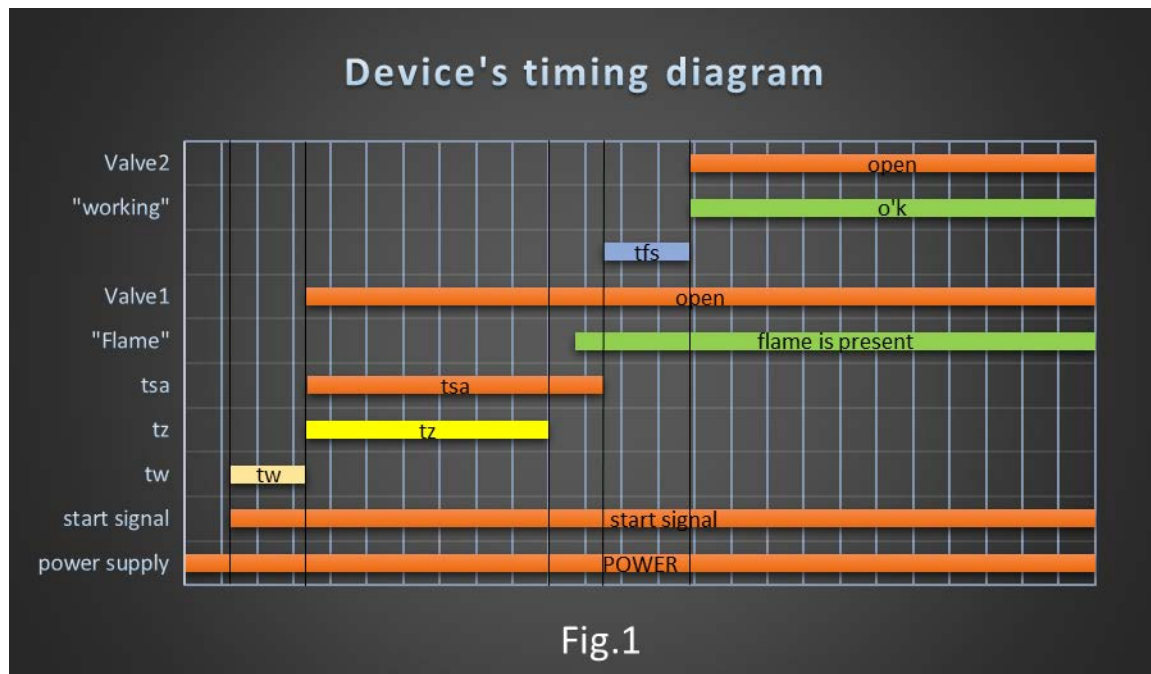 Device's timing diagram
Valve2
open
"working"
o'k
tfs
Valve1
open
"Flame"
flame is present
tsa
tsa
tz
tz
tw
tw
start signal
start signal
power supply
POWER
Fig.1